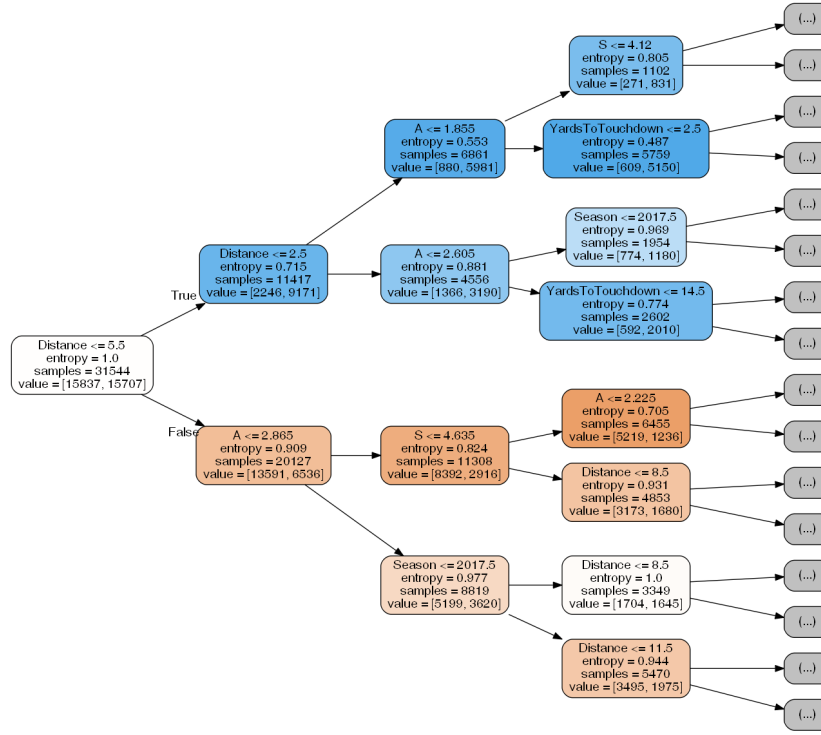 S <= 4.12
entropy = 0.805
samples = 1102
value = [271, 831]
(...)
(...)
A <= 1.855
entropy = 0.553
samples = 6861
value = [880, 5981]
YardsToTouchdown <= 2.5
entropy = 0.487
samples = 5759
value = [609, 5150]
(...)
(...)
Distance <= 2.5
entropy = 0.715
samples = 11417
value = [2246, 9171]
A <= 2.605
entropy = 0.881
samples = 4556
value = [1366, 3190]
Season <= 2017.5
entropy = 0.969
samples = 1954
value = [774, 1180]
(...)
(...)
YardsToTouchdown <= 14.5
entropy = 0.774
samples = 2602
value = [592, 2010]
(...)
(...)
True
Distance <= 5.5
entropy = 1.0
samples = 31544
value = [15837, 15707]
False
A <= 2.865
entropy = 0.909
samples = 20127
value = [13591, 6536]
S <= 4.635
entropy = 0.824
samples = 11308
value = [8392, 2916]
A <= 2.225
entropy = 0.705
samples = 6455
value = [5219, 1236]
(...)
(...)
Distance <= 8.5
entropy = 0.931
samples = 4853
value = [3173, 1680]
(...)
(...)
Season <= 2017.5
entropy = 0.977
samples = 8819
value = [5199, 3620]
Distance <= 8.5
entropy = 1.0
samples = 3349
value = [1704, 1645]
(...)
(...)
Distance <= 11.5
entropy = 0.944
samples = 5470
value = [3495, 1975]
(...)
(...)